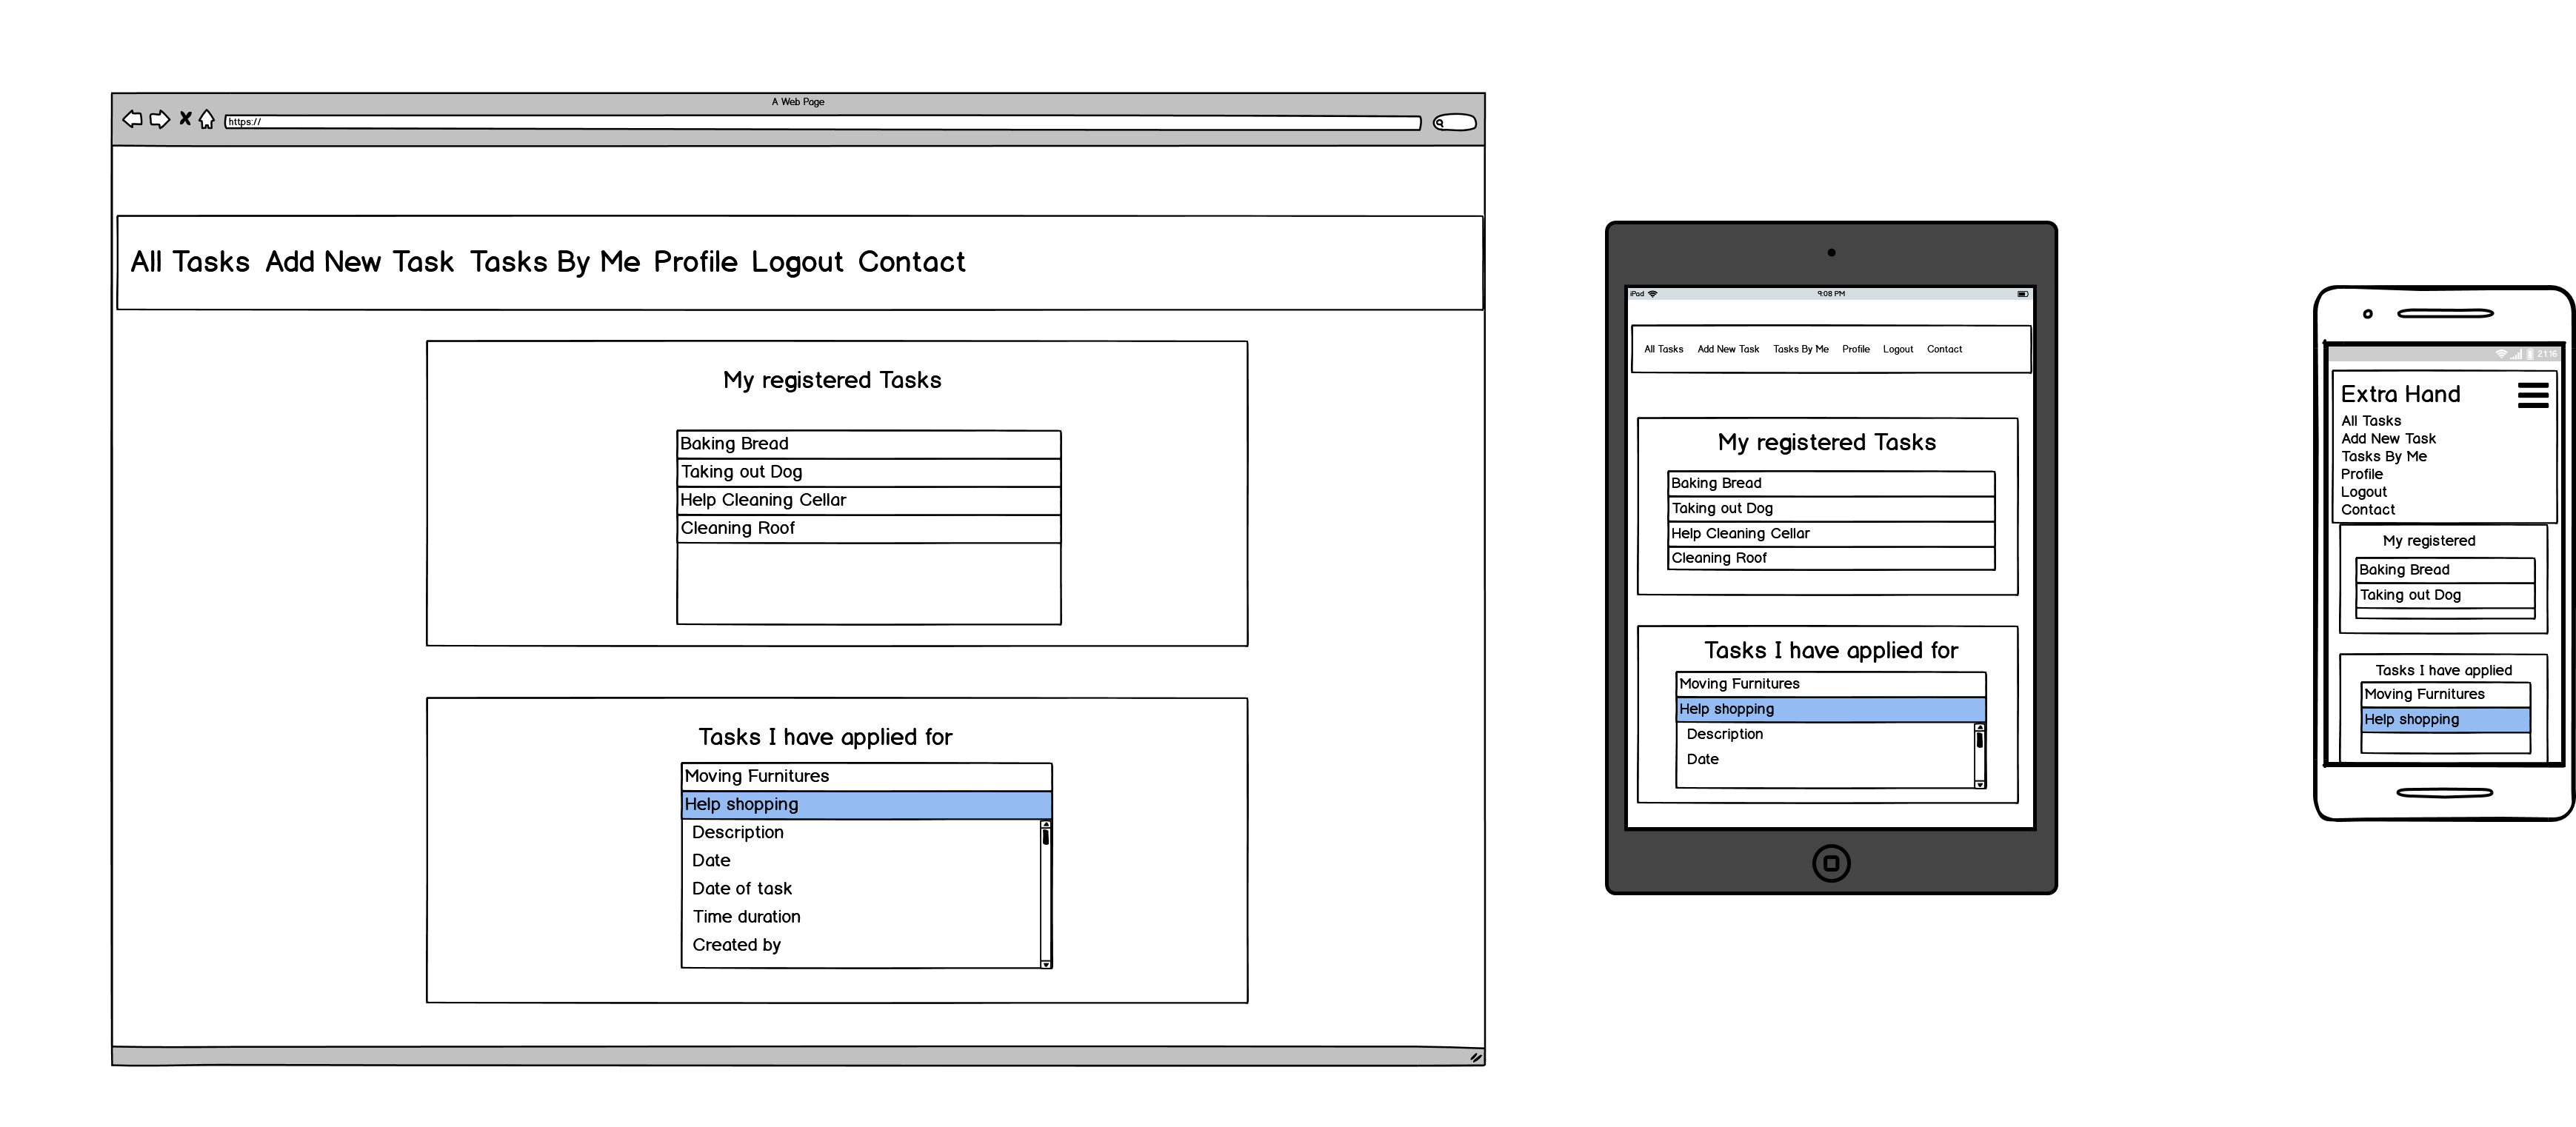 A Web Page
https://
All Tasks Add New Task Tasks By Me Profile Logout Contact
My registered Tasks
Baking Bread
Taking out Dog
Help Cleaning Cellar
Cleaning Roof
Tasks I have applied for
Moving Furnitures
Help shopping
Description
Date
Date of task
Time duration
Created by
iPad 9:08 PM
All Tasks Add New Task Tasks By Me Profile Logout Contact
My registered Tasks
Baking Bread
Taking out Dog
Help Cleaning Cellar
Cleaning Roof
Tasks I have applied for
Moving Furnitures
Help shopping
Description
Date
21:16
Extra Hand
All Tasks
Add New Task
Tasks By Me
Profile
Logout
Contact
My registered
Baking Bread
Taking out Dog
Tasks I have applied
Moving Furnitures
Help shopping